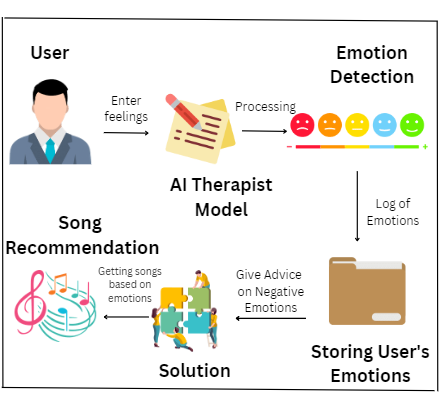 User
Enter
feelings
AI Therapist
Model
Processing
Emotion
Detection
-
+
Log of
Emotions
Storing User's
Emotions
Give Advice
on Negative
Emotions
Solution
Getting songs
based on
emotions
Song
Recommendation